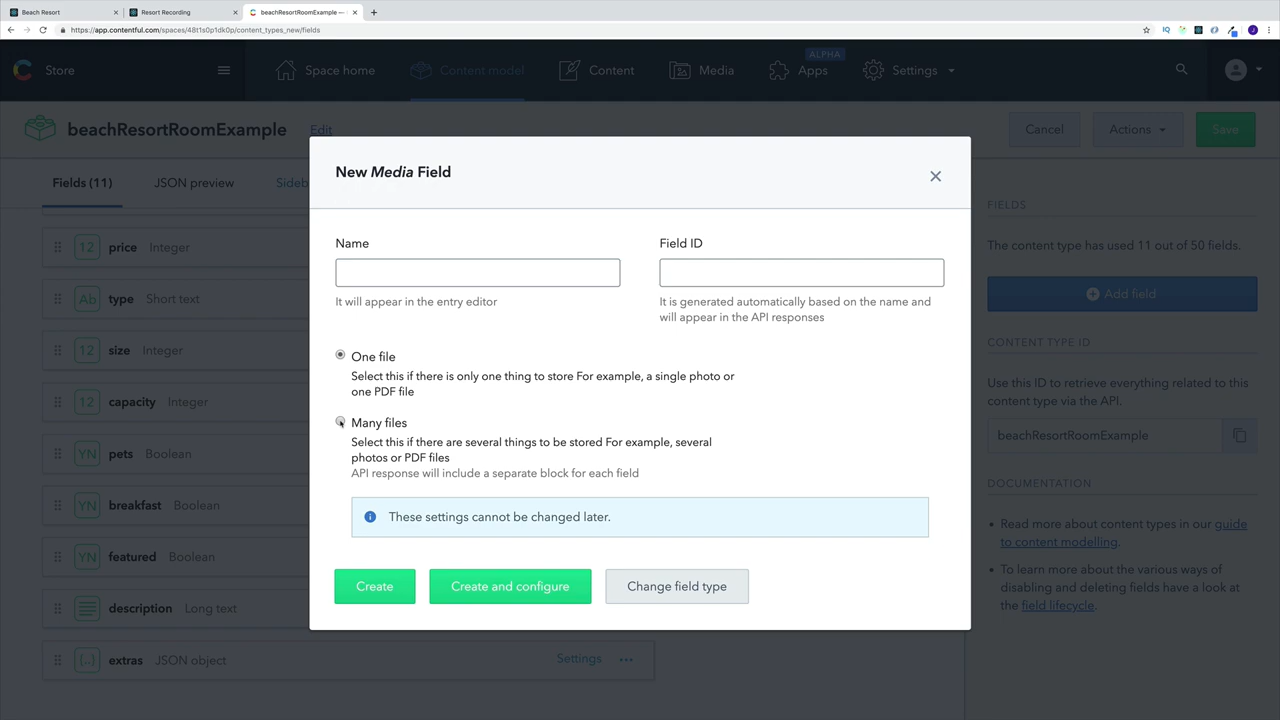 Beach Resort
Resort Recording
beachResortRoomExample —
https://app.contentful.com/spaces/48t1s0p1dk0p/content_types_new/fields
IQ
J
Store
Space home
Content model
Content
Media
ALPHA
Apps
Settings
beachResortRoomExample
Edit
Cancel
Actions
Save
Fields (11)
JSON preview
Sideb
12 price Integer
Ab type Short text
12 size Integer
12 capacity Integer
YN pets Boolean
YN breakfast Boolean
YN featured Boolean
description Long text
{..} extras JSON object
Settings
New Media Field
Name
Field ID
It will appear in the entry editor
It is generated automatically based on the name and
will appear in the API responses
One file
Select this if there is only one thing to store For example, a single photo or
one PDF file
Many files
Select this if there are several things to be stored For example, several
photos or PDF files
API response will include a separate block for each field
These settings cannot be changed later.
Create
Create and configure
Change field type
FIELDS
The content type has used 11 out of 50 fields.
Add field
CONTENT TYPE ID
Use this ID to retrieve everything related to this
content type via the API.
beachResortRoomExample
DOCUMENTATION
Read more about content types in our guide
to content modelling.
To learn more about the various ways of
disabling and deleting fields have a look at
the field lifecycle.